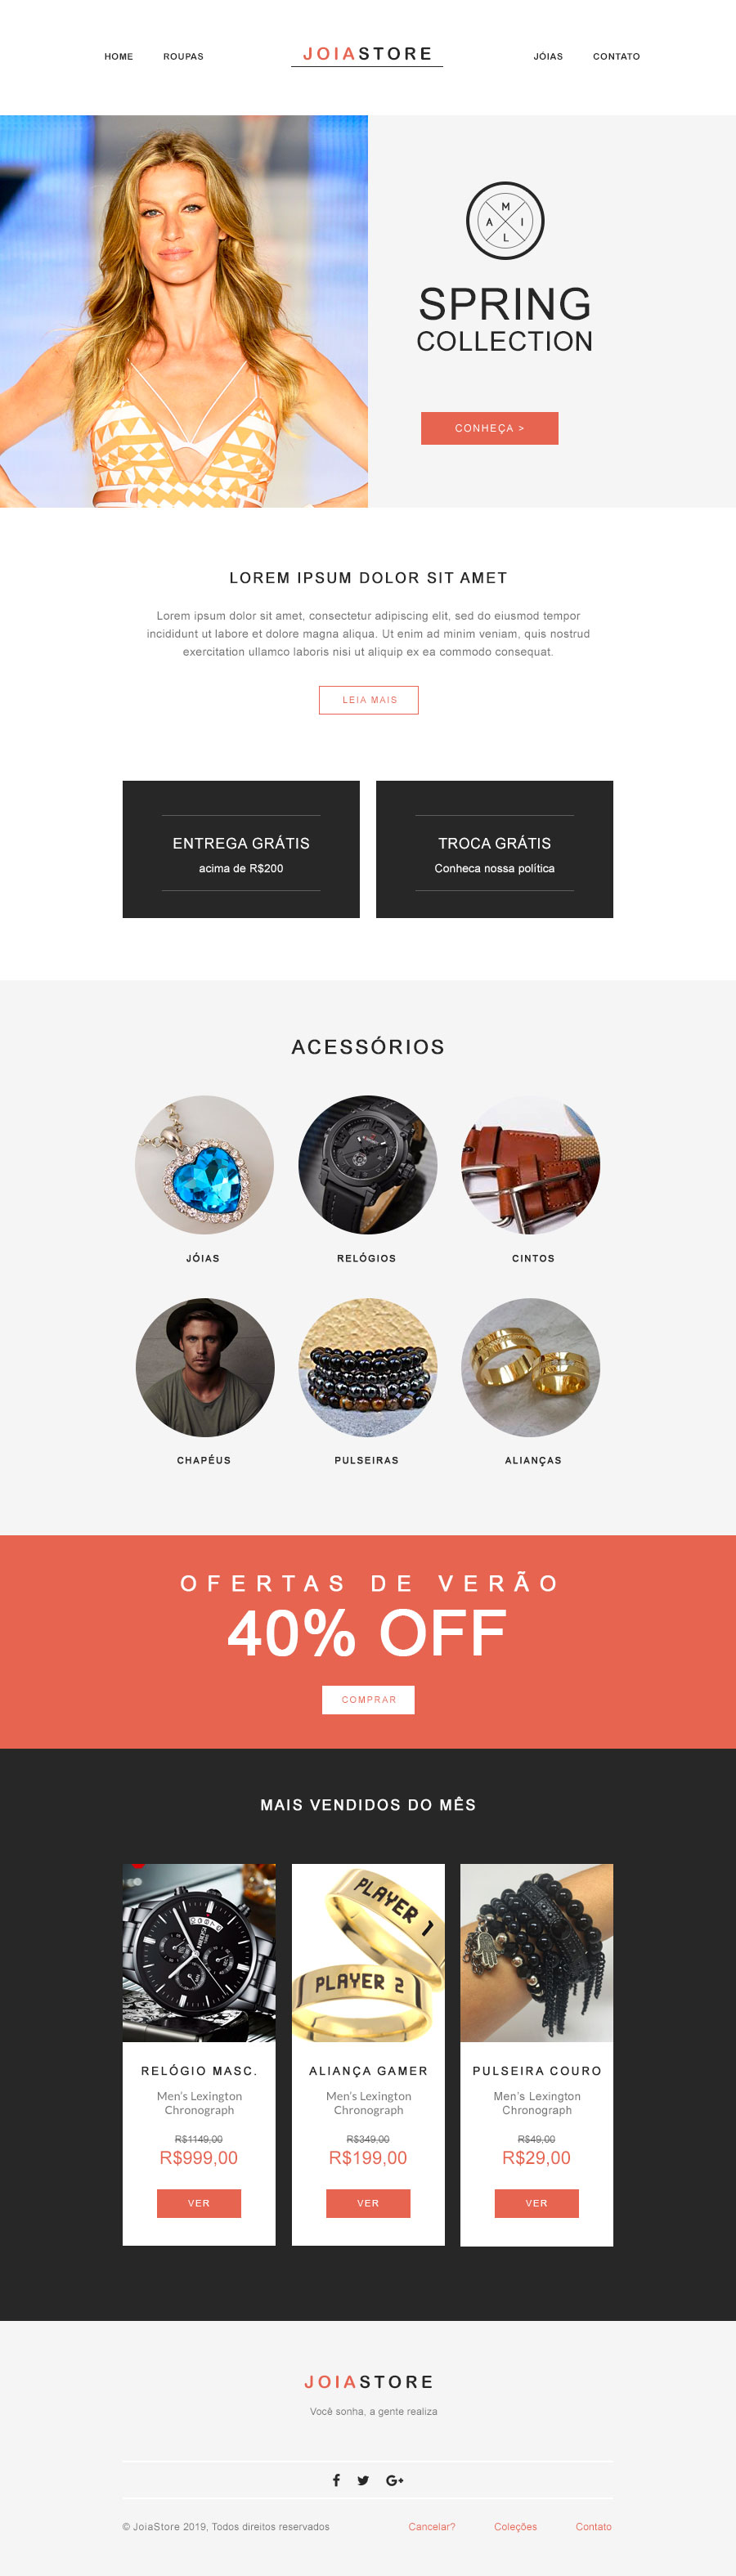 HOME ROUPAS JOIASTORE JÓIAS CONTATO
M
A I
L
SPRING
COLLECTION
CONHEÇA >
LOREM IPSUM DOLOR SIT AMET
Lorem ipsum dolor sit amet, consectetur adipiscing elit, sed do eiusmod tempor
incididunt ut labore et dolore magna aliqua. Ut enim ad minim veniam, quis nostrud
exercitation ullamco laboris nisi ut aliquip ex ea commodo consequat.
LEIA MAIS
ENTREGA GRÁTIS
acima de R$200
TROCA GRÁTIS
Conheca nossa política
ACESSÓRIOS
JÓIAS RELÓGIOS CINTOS
CHAPÉUS PULSEIRAS ALIANÇAS
OFERTAS DE VERÃO
40% OFF
COMPRAR
MAIS VENDIDOS DO MÊS
RELÓGIO MASC.
Men's Lexington
Chronograph
R$1149,00
R$999,00
VER
PLAYER 1
PLAYER 2
ALIANÇA GAMER
Men's Lexington
Chronograph
R$349,00
R$199,00
VER
PULSEIRA COURO
Men's Lexington
Chronograph
R$49,00
R$29,00
VER
JOIASTORE
Você sonha, a gente realiza
© JoiaStore 2019, Todos direitos reservados Cancelar? Coleções Contato